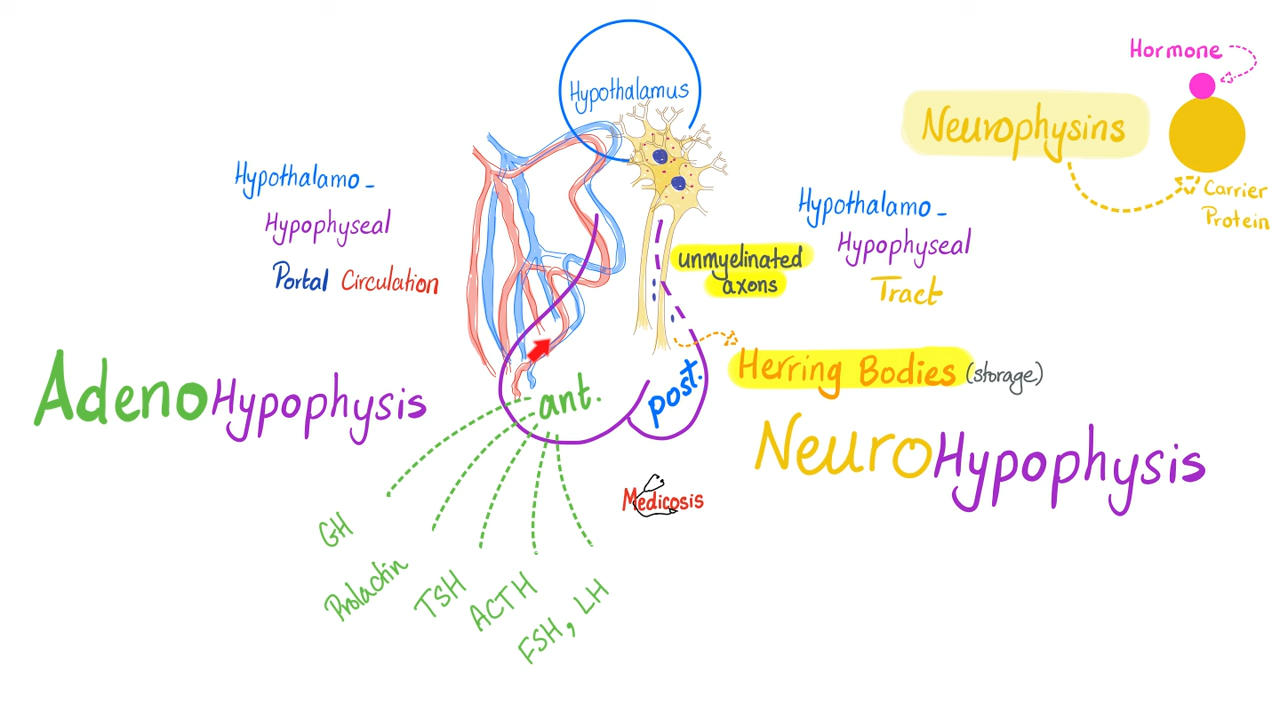 Hypothalamus
Hypothalamo-
Hypophyseal
Portal Circulation
AdenoHypophysis
ant.
post.
GH
Prolactin
TSH
ACTH
FSH, LH
Medicosis
unmyelinated
axons
Hypothalamo-
Hypophyseal
Tract
Herring Bodies (storage)
NeuroHypophysis
Neurophysins
Hormone
Carrier
Protein